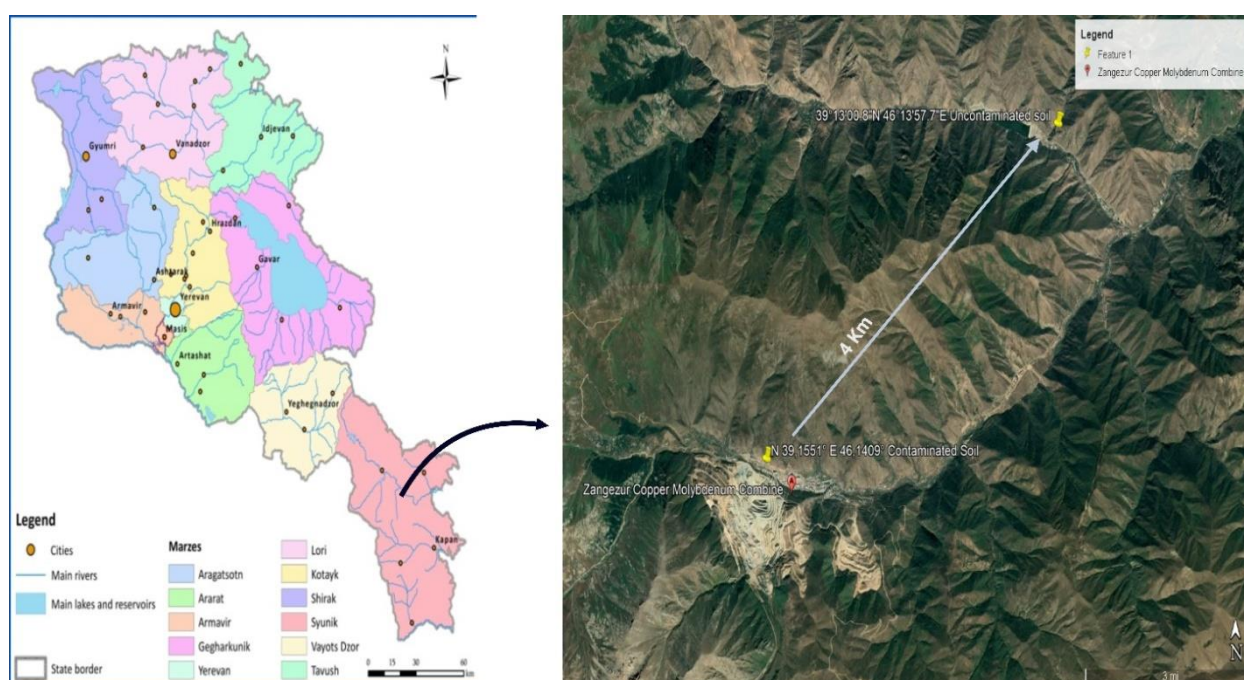 N
Gyumri
Vanadzor
Idjevan
Hrazdan
Gavar
Ashtarak
Yerevan
Armavir
Masis
Artashat
Yeghegnadzor
Kapan
Legend
Cities
Main rivers
Main lakes and reservoirs
State border
Marzes
Aragatsotn
Ararat
Armavir
Gegharkunik
Yerevan
Lori
Kotayk
Shirak
Syunik
Vayots Dzor
Tavush
0 15 30 60
km
Legend
Feature 1
Zangezur Copper Molybdenum Combine
39°13'00.8"N 46°13'57.7"E Uncontaminated soil
4 Km
N 39.1551° E 46.1409° Contaminated Soil
Zangezur Copper Molybdenum Combine
N
3 mi